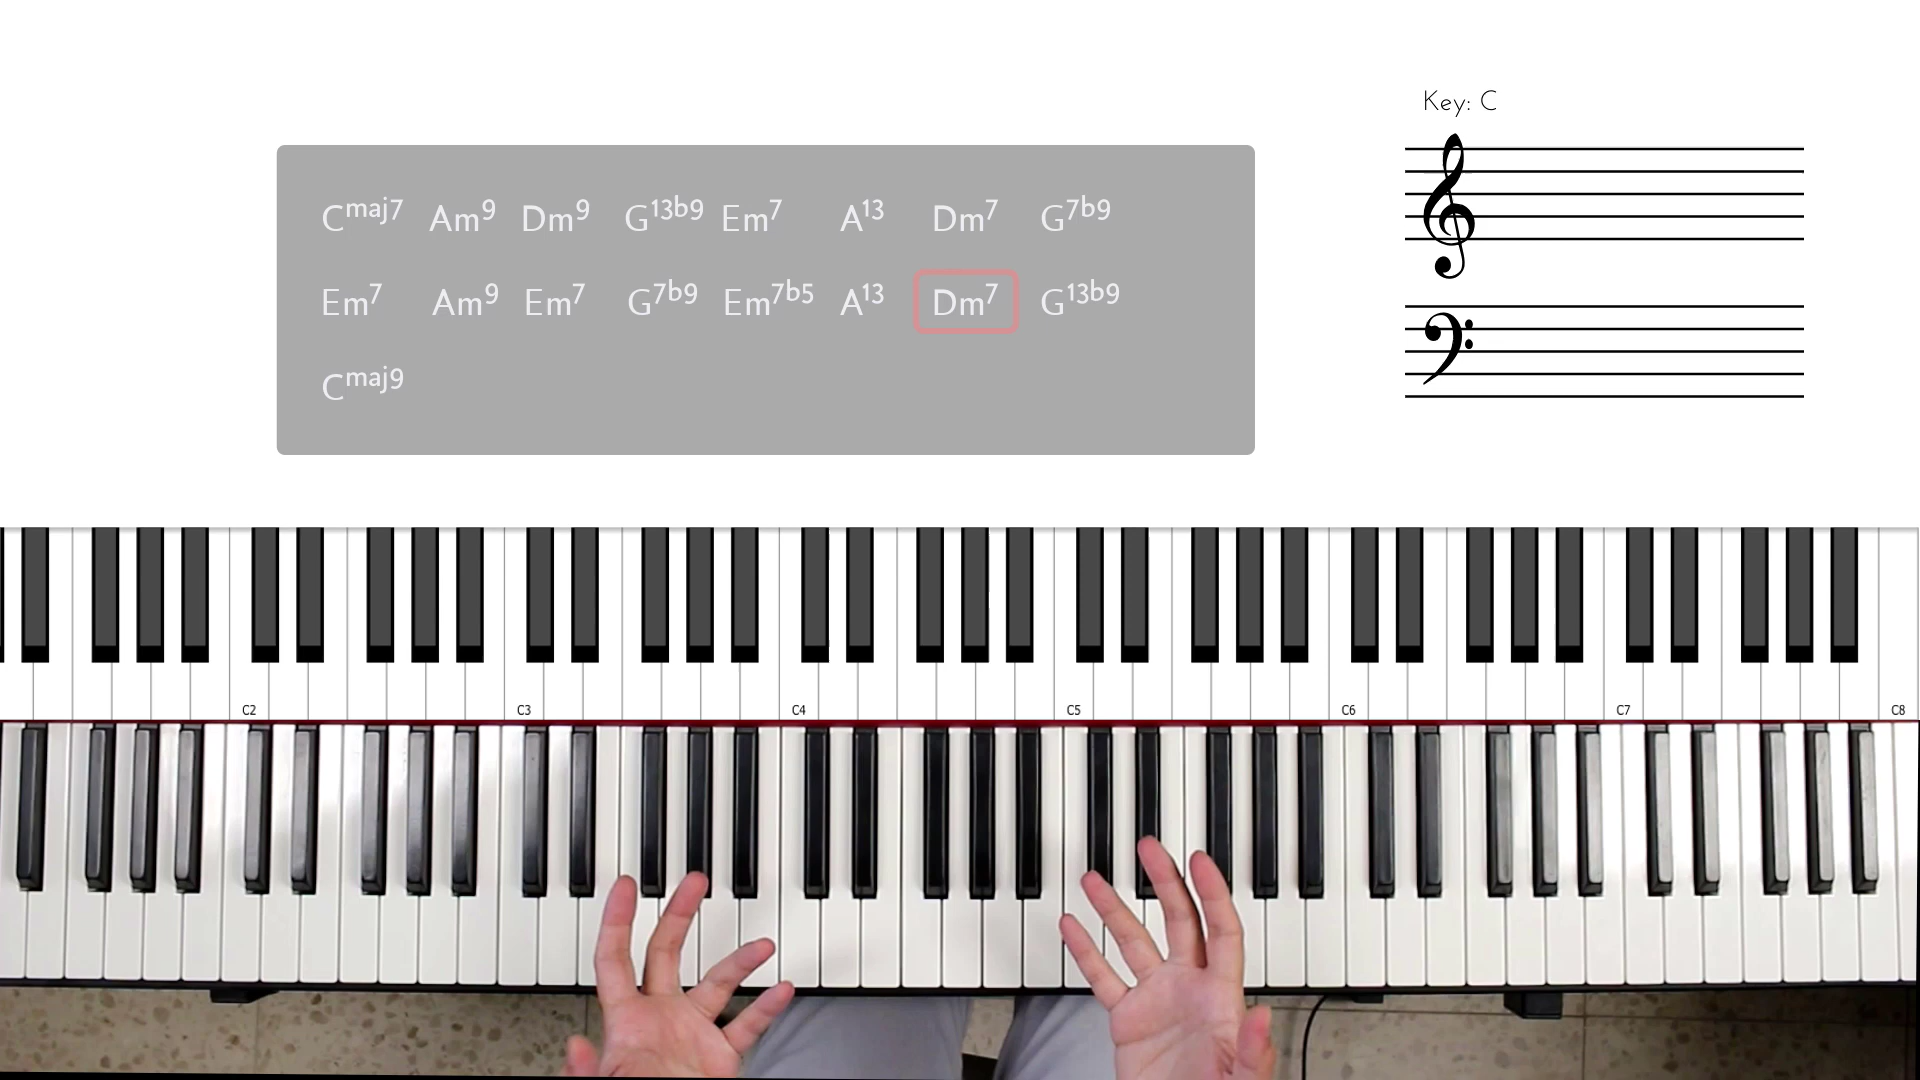 Key: C
Cmaj7 Am9 Dm9 G13b9 Em7 A13 Dm7 G7b9
Em7 Am9 Em7 G7b9 Em7b5 A13 Dm7 G13b9
Cmaj9
C2 C3 C4 C5 C6 C7 C8